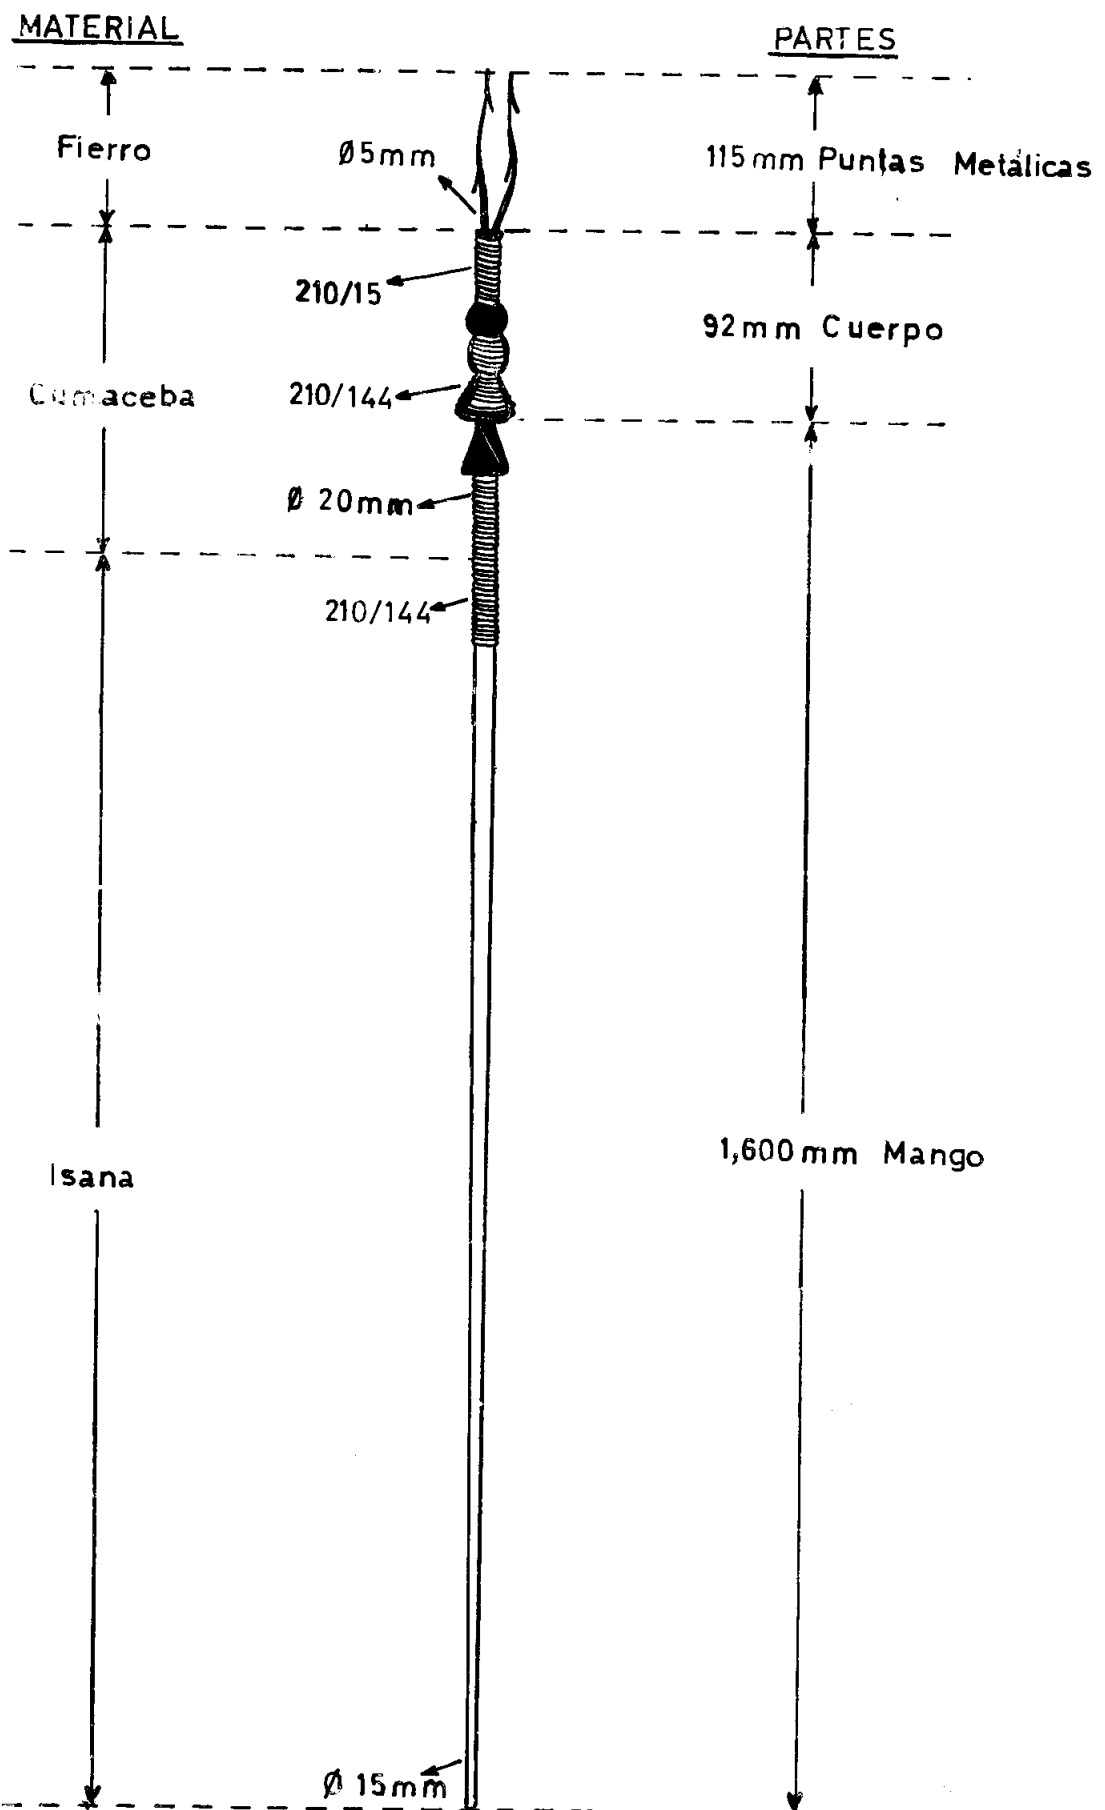 MATERIAL
PARTES
Fierro
Ø5mm
115mm Puntas Metálicas
210/15
92mm Cuerpo
Cumaceba
210/144
Ø 20mm
210/144
1,600mm Mango
Isana
Ø 15mm